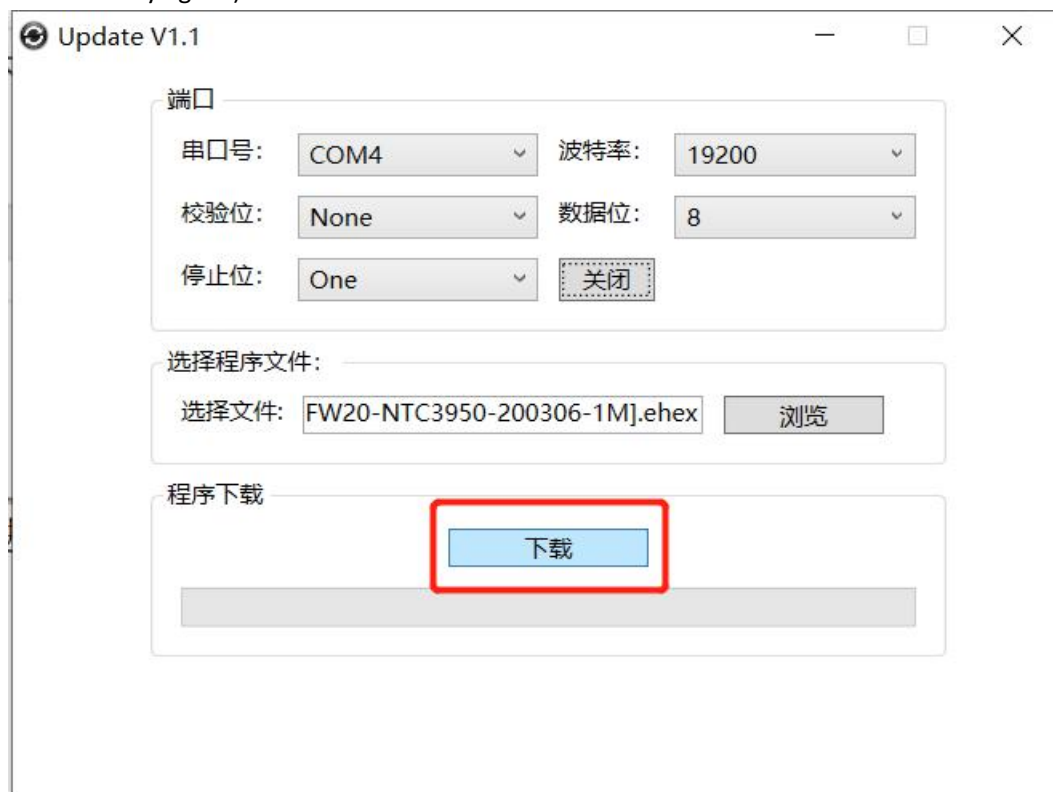 Update V1.1
端口
串口号: COM4 波特率: 19200
校验位: None 数据位: 8
停止位: One 关闭
选择程序文件:
选择文件: FW20-NTC3950-200306-1M].ehex 浏览
程序下载
下载